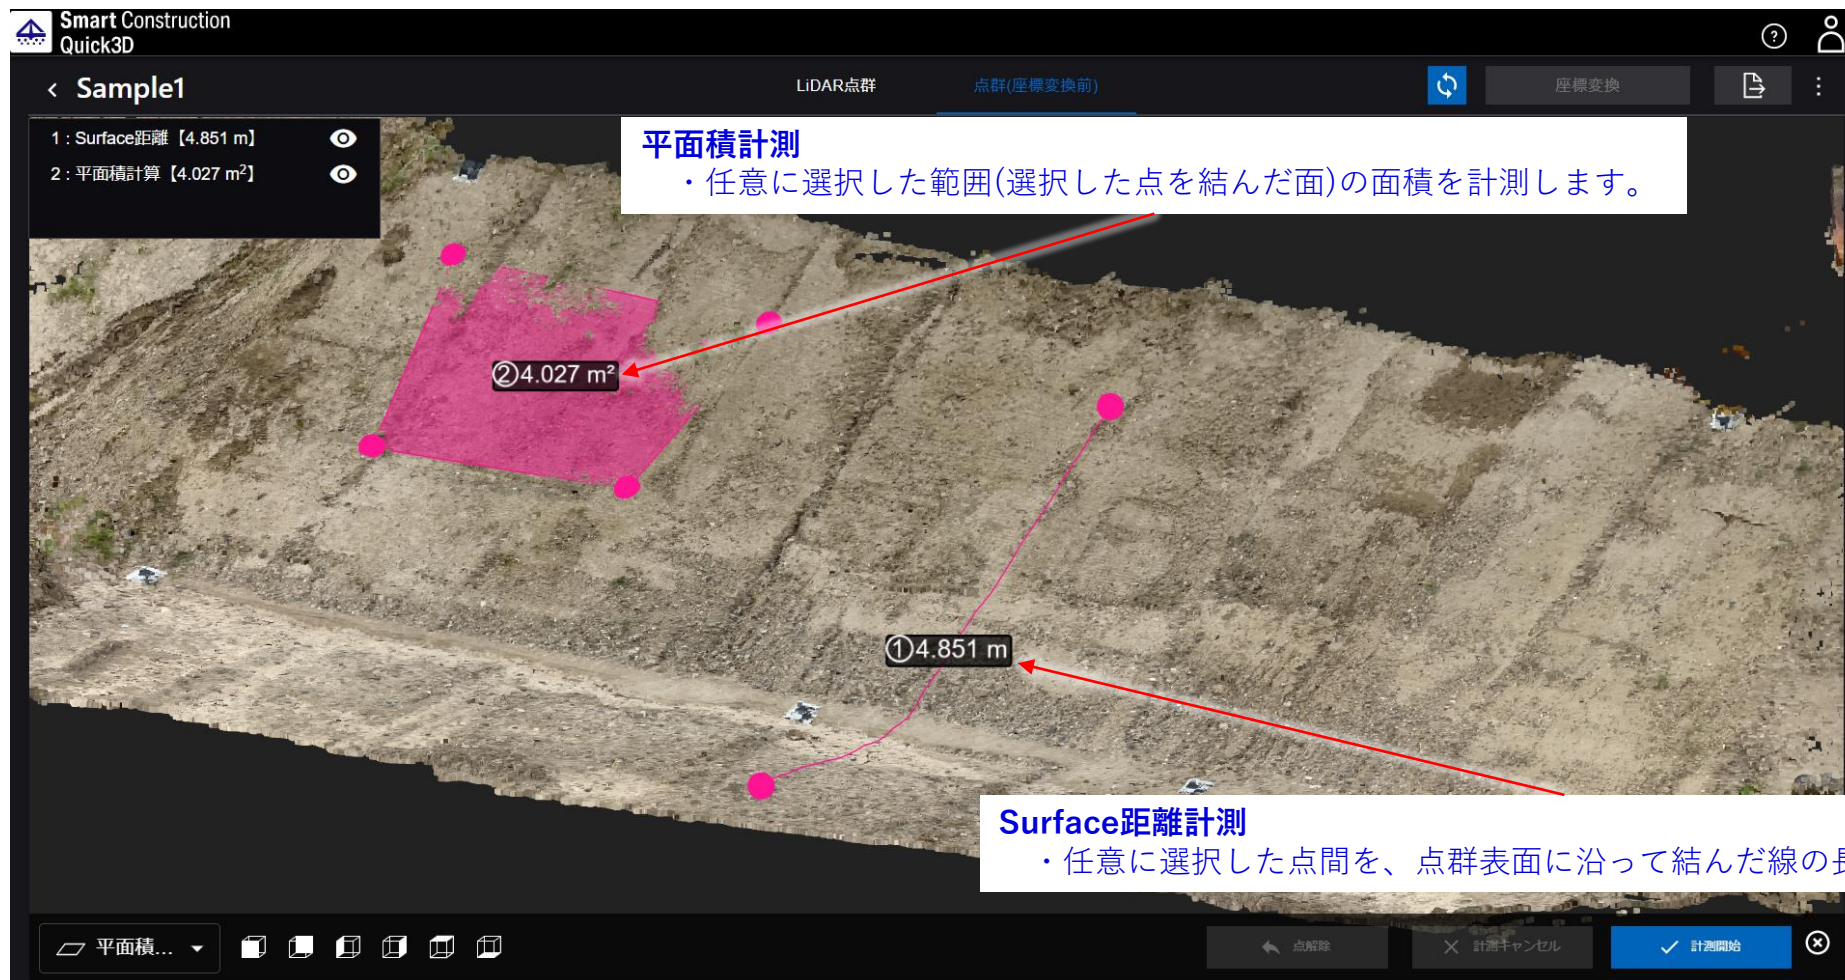 Smart Construction
Quick3D
Sample1
LiDAR点群
点群(座標変換前)
座標変換
1 : Surface距離【4.851 m】
2 : 平面積計算【4.027 m²】
平面積計測
・任意に選択した範囲(選択した点を結んだ面)の面積を計測します。
②4.027 m²
①4.851 m
Surface距離計測
・任意に選択した点間を、点群表面に沿って結んだ線の長
平面積...
点解除
計測キャンセル
計測開始